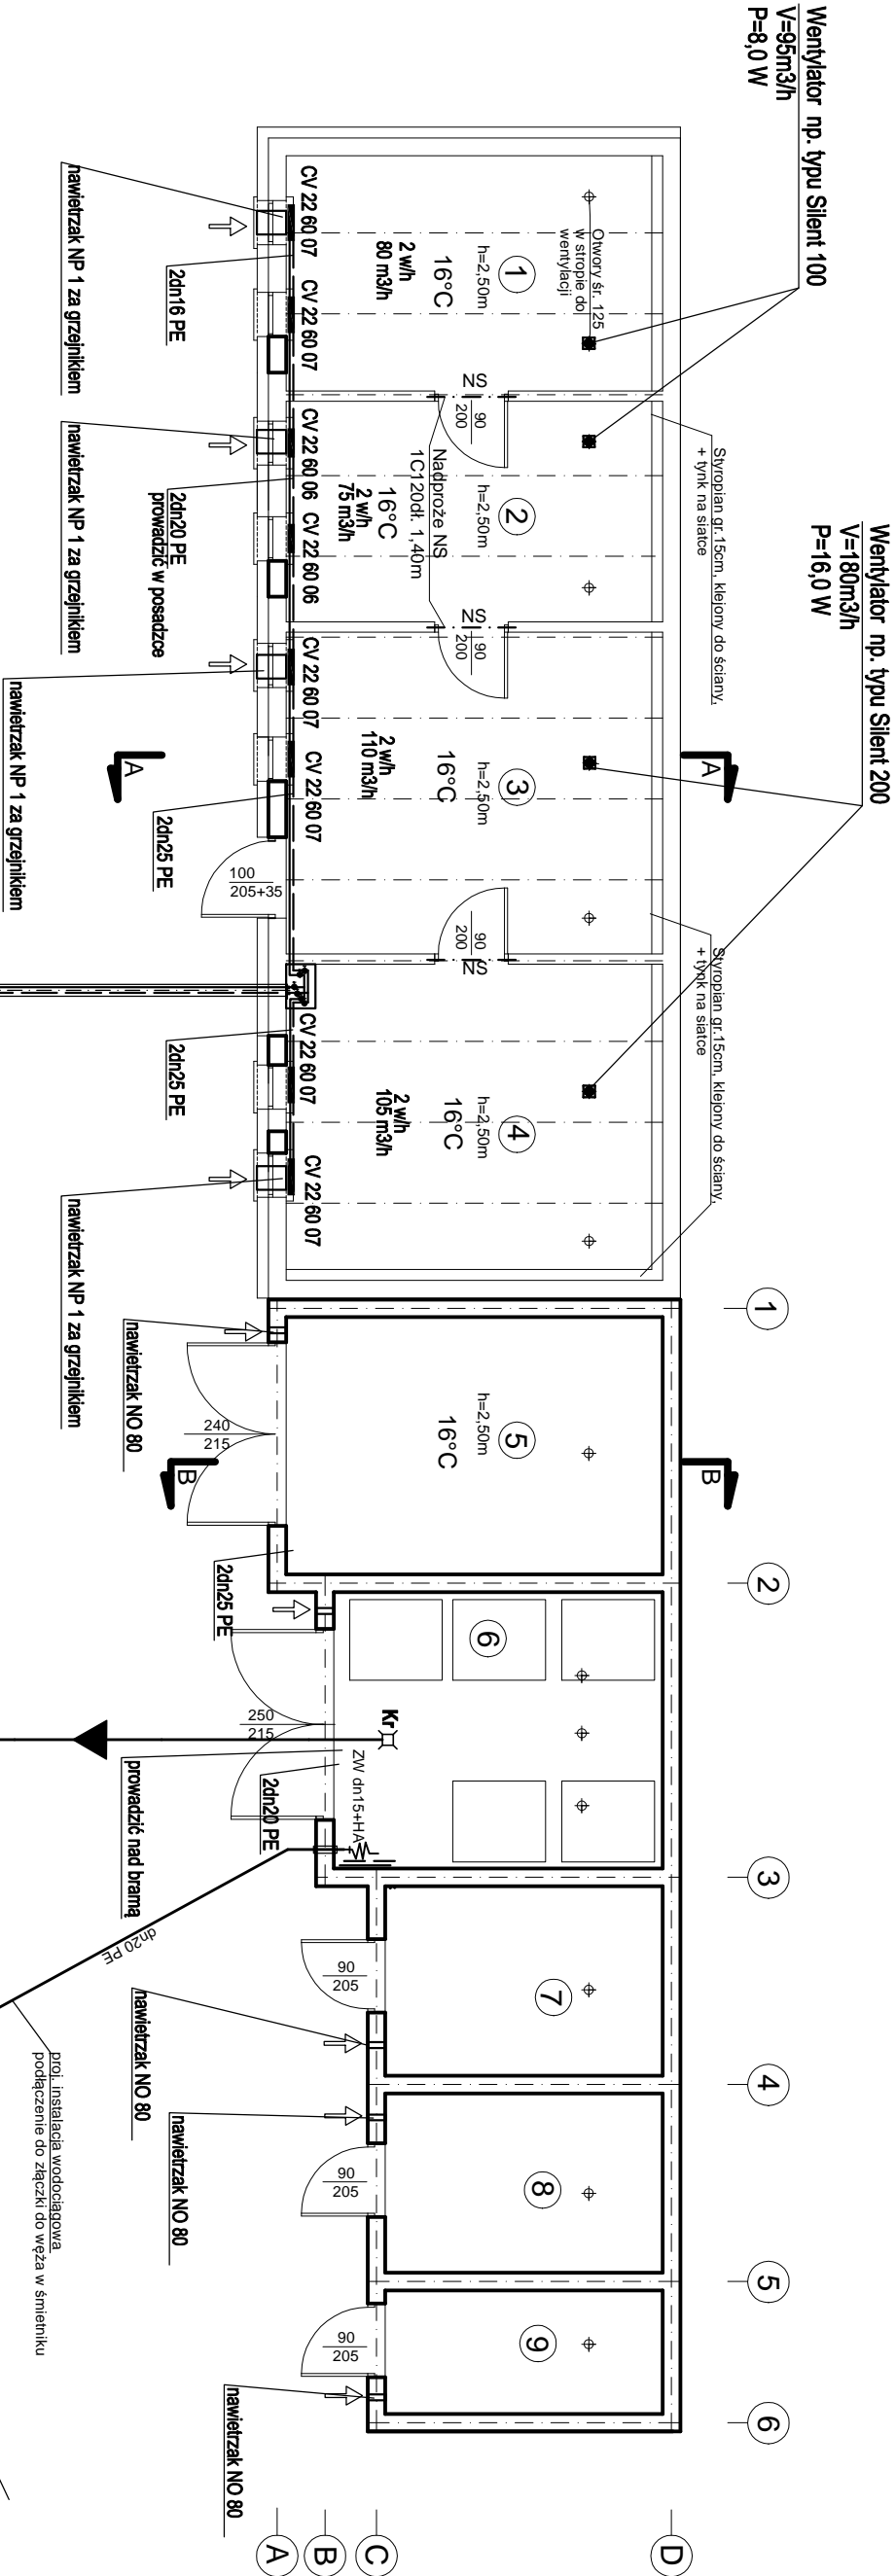 Wentylator np. typu Silent 100
V=95m3/h
P=8,0 W
Wentylator np. typu Silent 200
V=180m3/h
P=16,0 W
Styropian gr.15cm, klejony do ściany,
+ tynk na siatce
Styropian gr.15cm, klejony do ściany,
+ tynk na siatce
A
A
B
B
1
2
3
4
5
6
A
B
C
D
Otwory śr. 125
w stropie do
wentylacji
1
h=2,50m
16°C
2 w/h
80 m3/h
CV 22 60 07
CV 22 60 07
NS
90
200
Nadproże NS
1C120dł. 1,40m
2
h=2,50m
16°C
2 w/h
75 m3/h
CV 22 60 06
CV 22 60 06
NS
90
200
3
h=2,50m
16°C
2 w/h
110 m3/h
CV 22 60 07
CV 22 60 07
NS
90
200
4
h=2,50m
16°C
2 w/h
105 m3/h
CV 22 60 07
CV 22 60 07
5
h=2,50m
16°C
6
Kr
ZW dn15+HA
7
8
9
100
205+35
240
215
250
215
90
205
90
205
90
205
nawietrzak NP 1 za grzejnikiem
2dn16 PE
nawietrzak NP 1 za grzejnikiem
2dn20 PE
prowadzić w posadzce
nawietrzak NP 1 za grzejnikiem
2dn25 PE
2dn25 PE
nawietrzak NP 1 za grzejnikiem
nawietrzak NO 80
2dn25 PE
2dn20 PE
prowadzić nad bramą
dn20 PE
nawietrzak NO 80
nawietrzak NO 80
nawietrzak NO 80
proj. instalacja wodociągowa
podłączenie do złączki do węża w śmietniku